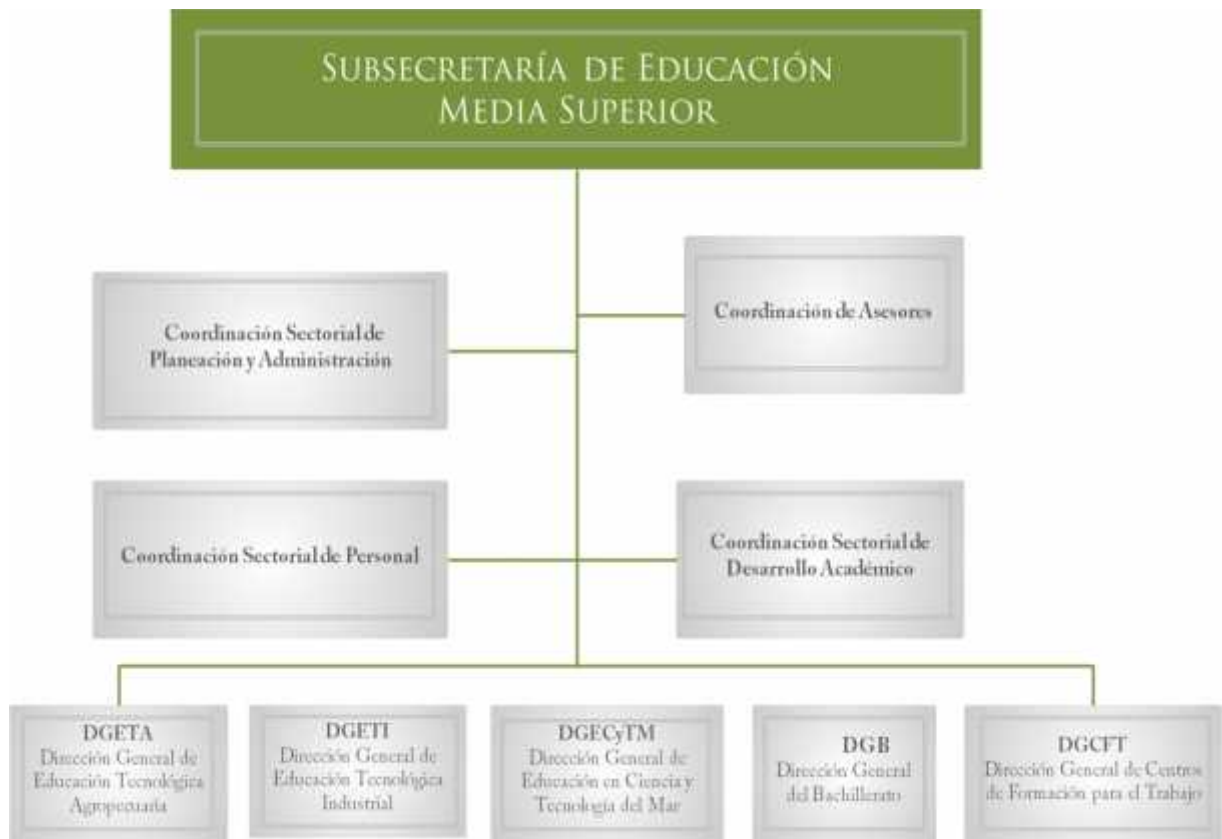 SUBSECRETARÍA DE EDUCACIÓN
MEDIA SUPERIOR
Coordinación de Asesores
Coordinación Sectorial de
Planeación y Administración
Coordinación Sectorial de Personal
Coordinación Sectorial de
Desarrollo Académico
DGETA
Dirección General de
Educación Tecnológica
Agropecuaria
DGETI
Dirección General de
Educación Tecnológica
Industrial
DGECyTM
Dirección General de
Educación en Ciencia y
Tecnología del Mar
DGB
Dirección General
del Bachillerato
DGCFT
Dirección General de Centros
de Formación para el Trabajo